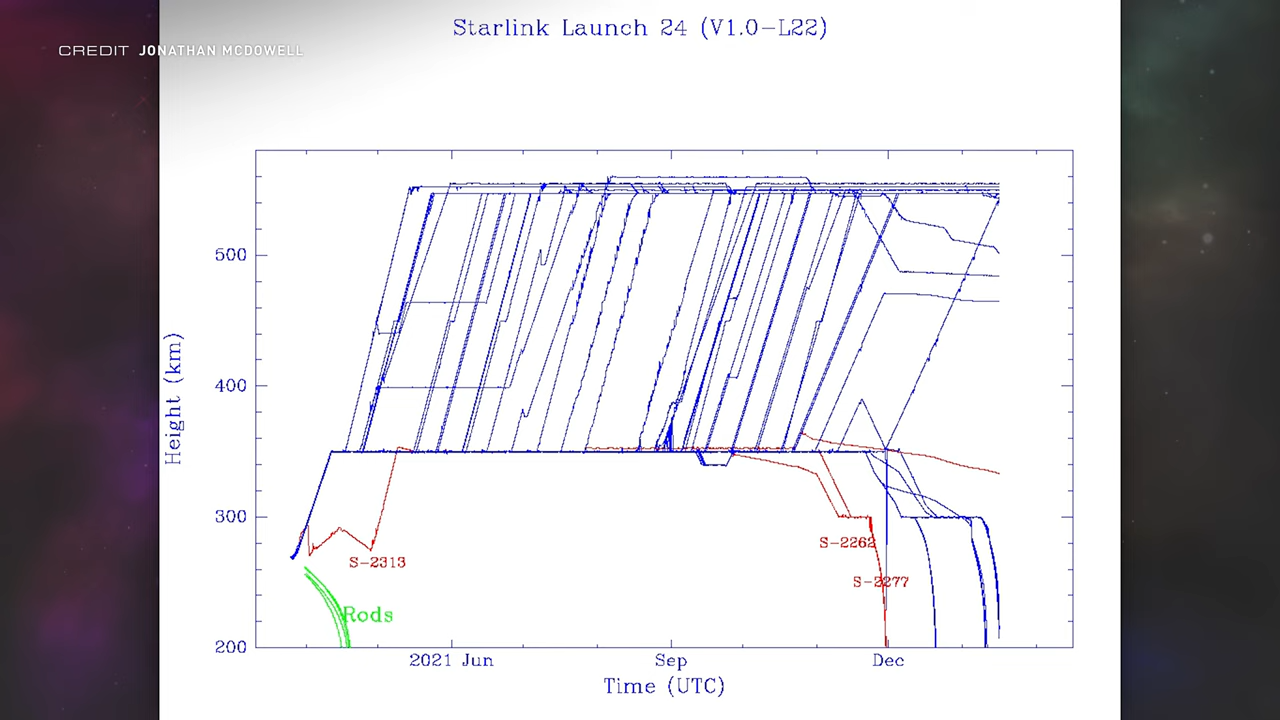 Starlink Launch 24 (V1.0-L22)
CREDIT JONATHAN MCDOWELL
500
400
300
200
Height (km)
S-2313
Rods
S-2262
S-2277
2021 Jun
Sep
Dec
Time (UTC)